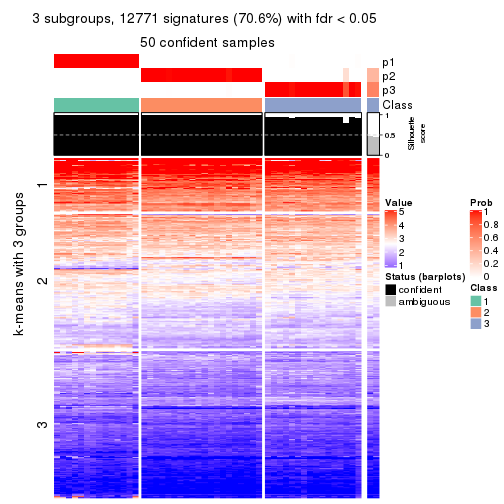 3 subgroups, 12771 signatures (70.6%) with fdr < 0.05
50 confident samples
p1
p2
p3
Class
1
0.5
0
Silhouette
score
k-means with 3 groups
1
2
3
Value
5
4
3
2
1
Status (barplots)
confident
ambiguous
Prob
1
0.8
0.6
0.4
0.2
0
Class
1
2
3